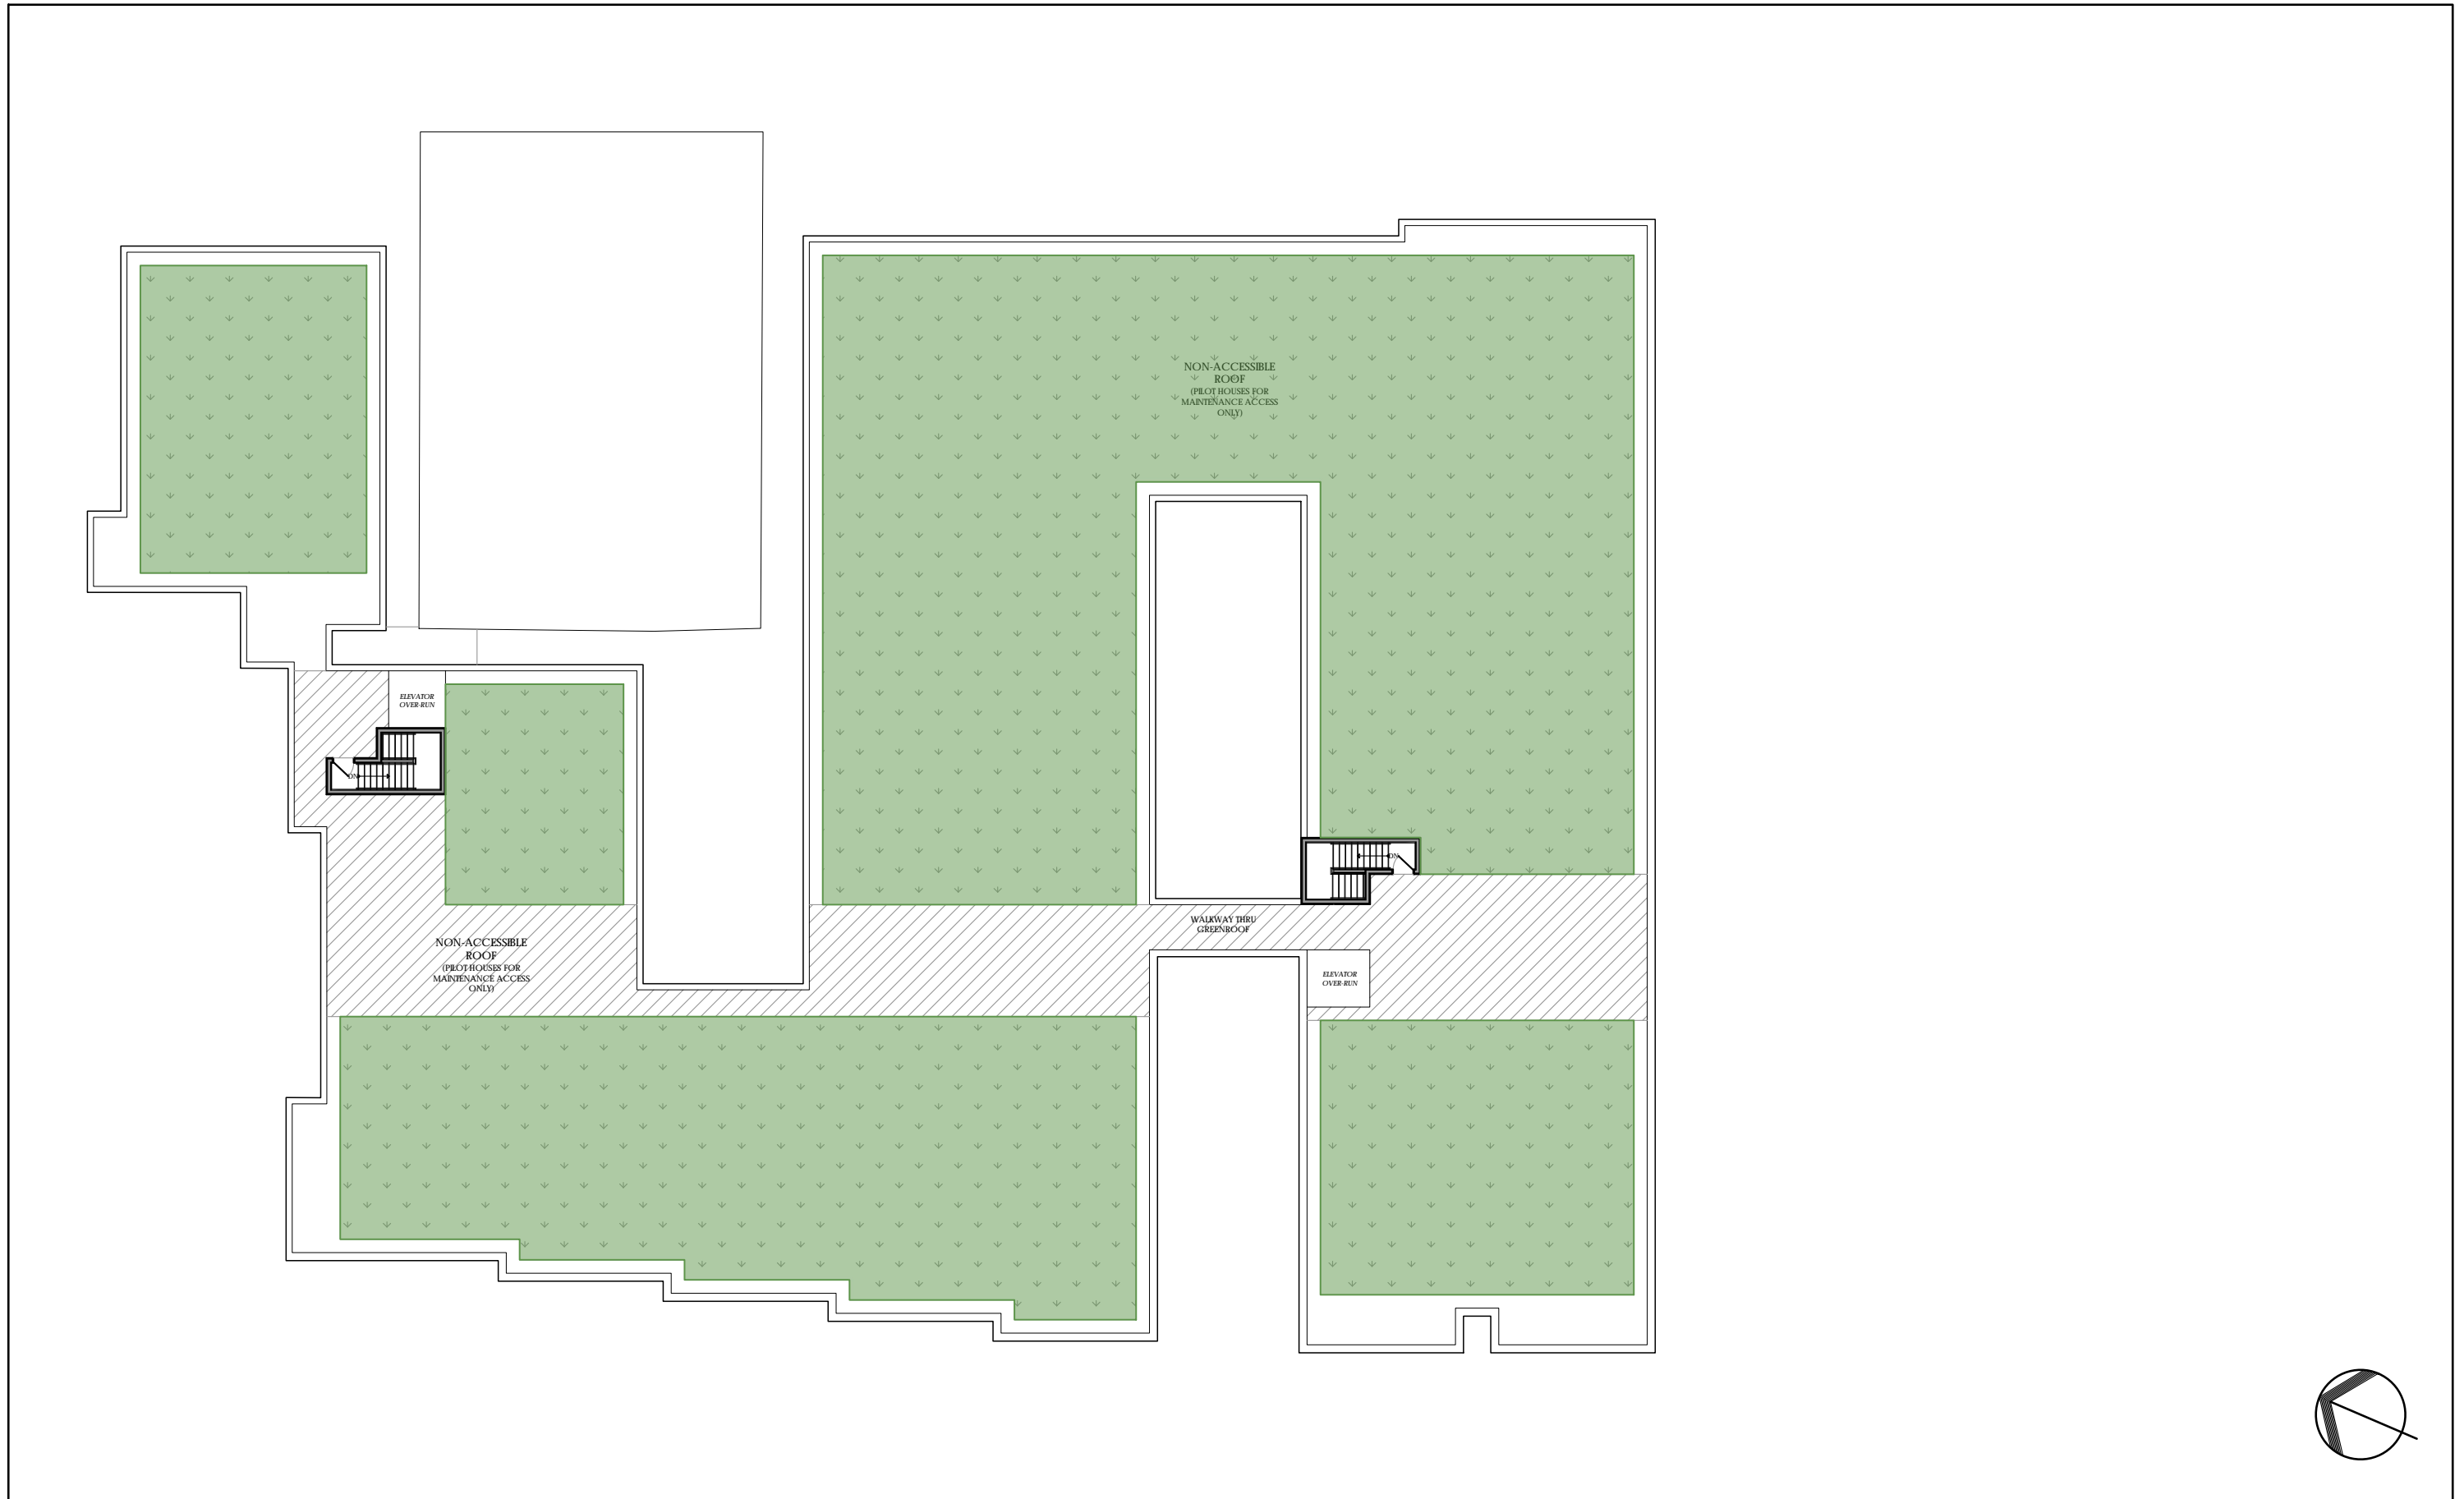 NON-ACCESSIBLE
ROOF
(PILOT HOUSES FOR
MAINTENANCE ACCESS
ONLY)
ELEVATOR
OVER-RUN
DN
DN
WALKWAY THRU
GREENROOF
NON-ACCESSIBLE
ROOF
(PILOT HOUSES FOR
MAINTENANCE ACCESS
ONLY)
ELEVATOR
OVER-RUN